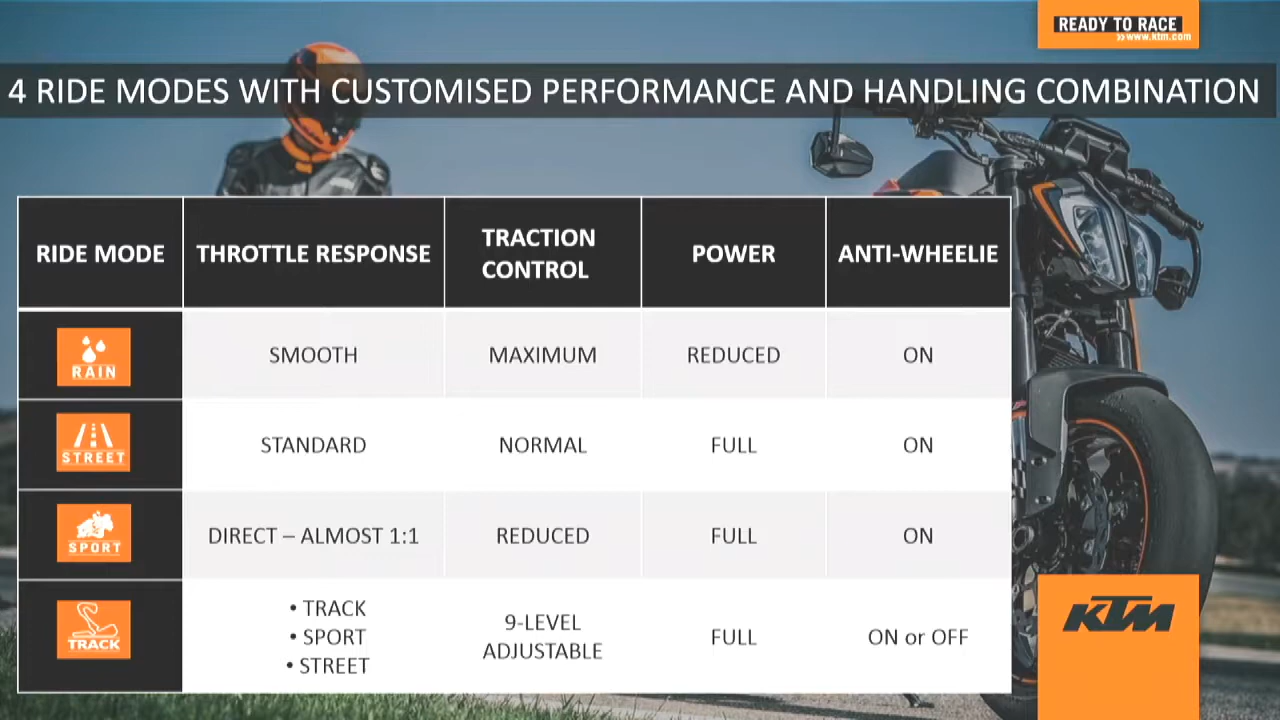 READY TO RACE
>> www.ktm.com
4 RIDE MODES WITH CUSTOMISED PERFORMANCE AND HANDLING COMBINATION
RIDE MODE THROTTLE RESPONSE TRACTION CONTROL POWER ANTI-WHEELIE
RAIN SMOOTH MAXIMUM REDUCED ON
STREET STANDARD NORMAL FULL ON
SPORT DIRECT – ALMOST 1:1 REDUCED FULL ON
TRACK
• TRACK
• SPORT
• STREET
9-LEVEL
ADJUSTABLE
FULL
ON or OFF
KTM